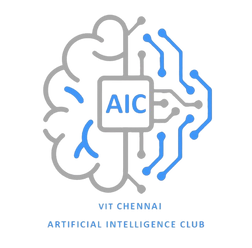 AIC
VIT CHENNAI
ARTIFICIAL INTELLIGENCE CLUB